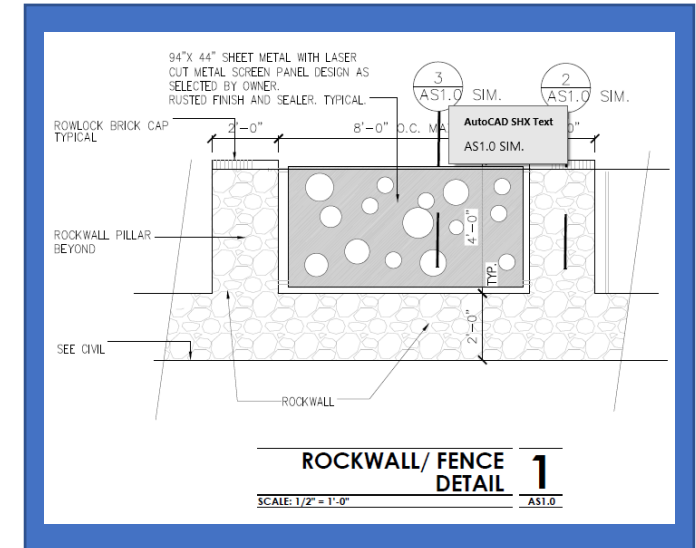 94"X 44" SHEET METAL WITH LASER
CUT METAL SCREEN PANEL DESIGN AS
SELECTED BY OWNER.
RUSTED FINISH AND SEALER. TYPICAL.
3
AS1.0 SIM.
2
AS1.0 SIM.
AutoCAD SHX Text
AS1.0 SIM.
ROWLOCK BRICK CAP
TYPICAL
2'-0"
8'-0" O.C.
ROCKWALL PILLAR
BEYOND
4'-0"
TYP.
2'-0"
SEE CIVIL
ROCKWALL
ROCKWALL/ FENCE
DETAIL
1
SCALE: 1/2" = 1'-0"
AS1.0